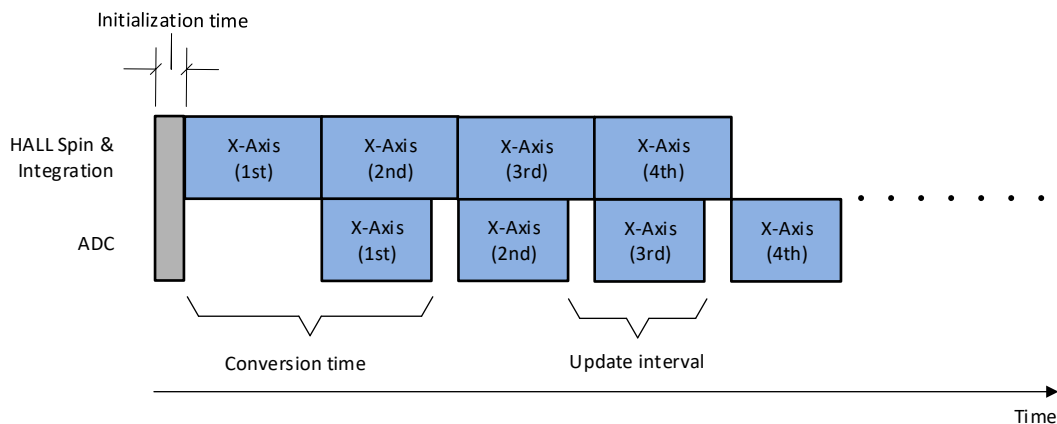 Initialization time
HALL Spin &
Integration
X-Axis
(1st)
X-Axis
(2nd)
X-Axis
(3rd)
X-Axis
(4th)
ADC
X-Axis
(1st)
X-Axis
(2nd)
X-Axis
(3rd)
X-Axis
(4th)
Conversion time
Update interval
Time